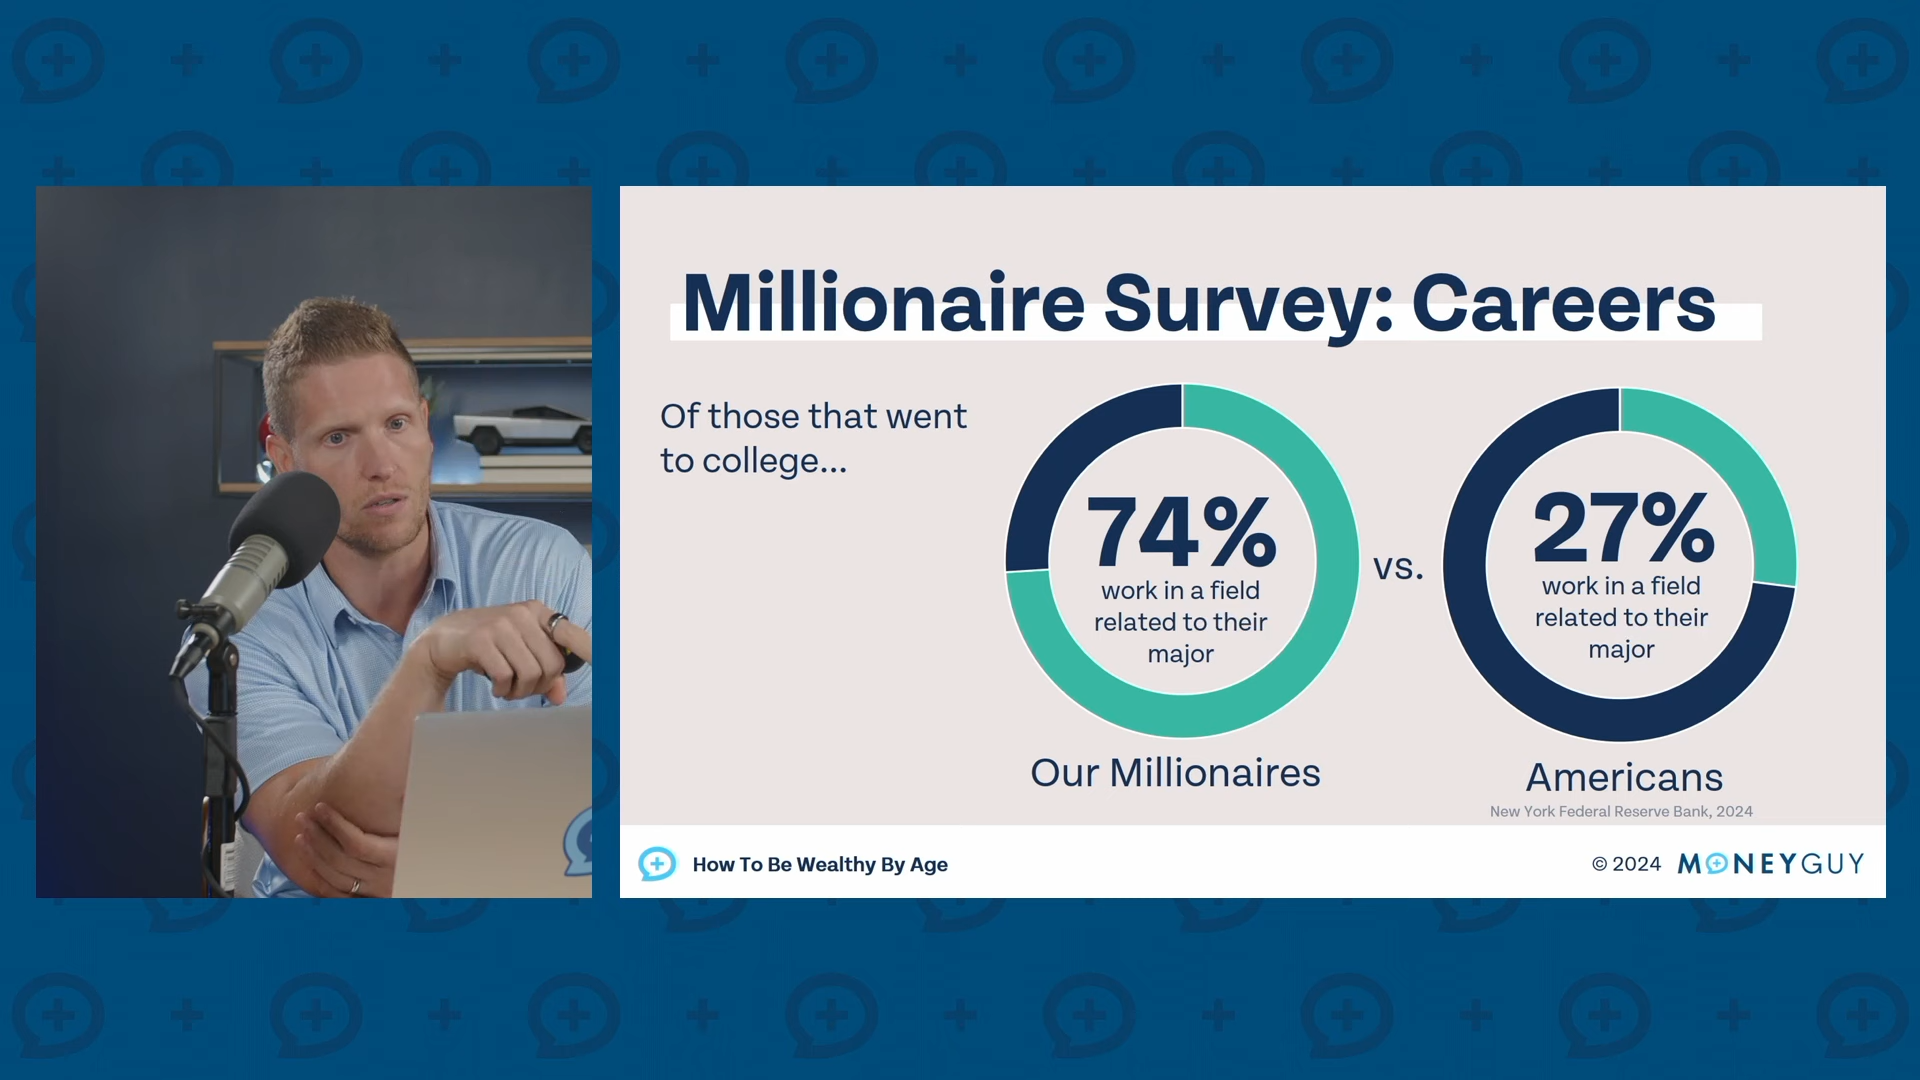 Millionaire Survey: Careers
Of those that went
to college...
74%
work in a field
related to their
major
Our Millionaires
vs.
27%
work in a field
related to their
major
Americans
New York Federal Reserve Bank, 2024
How To Be Wealthy By Age
© 2024 MONEYGUY